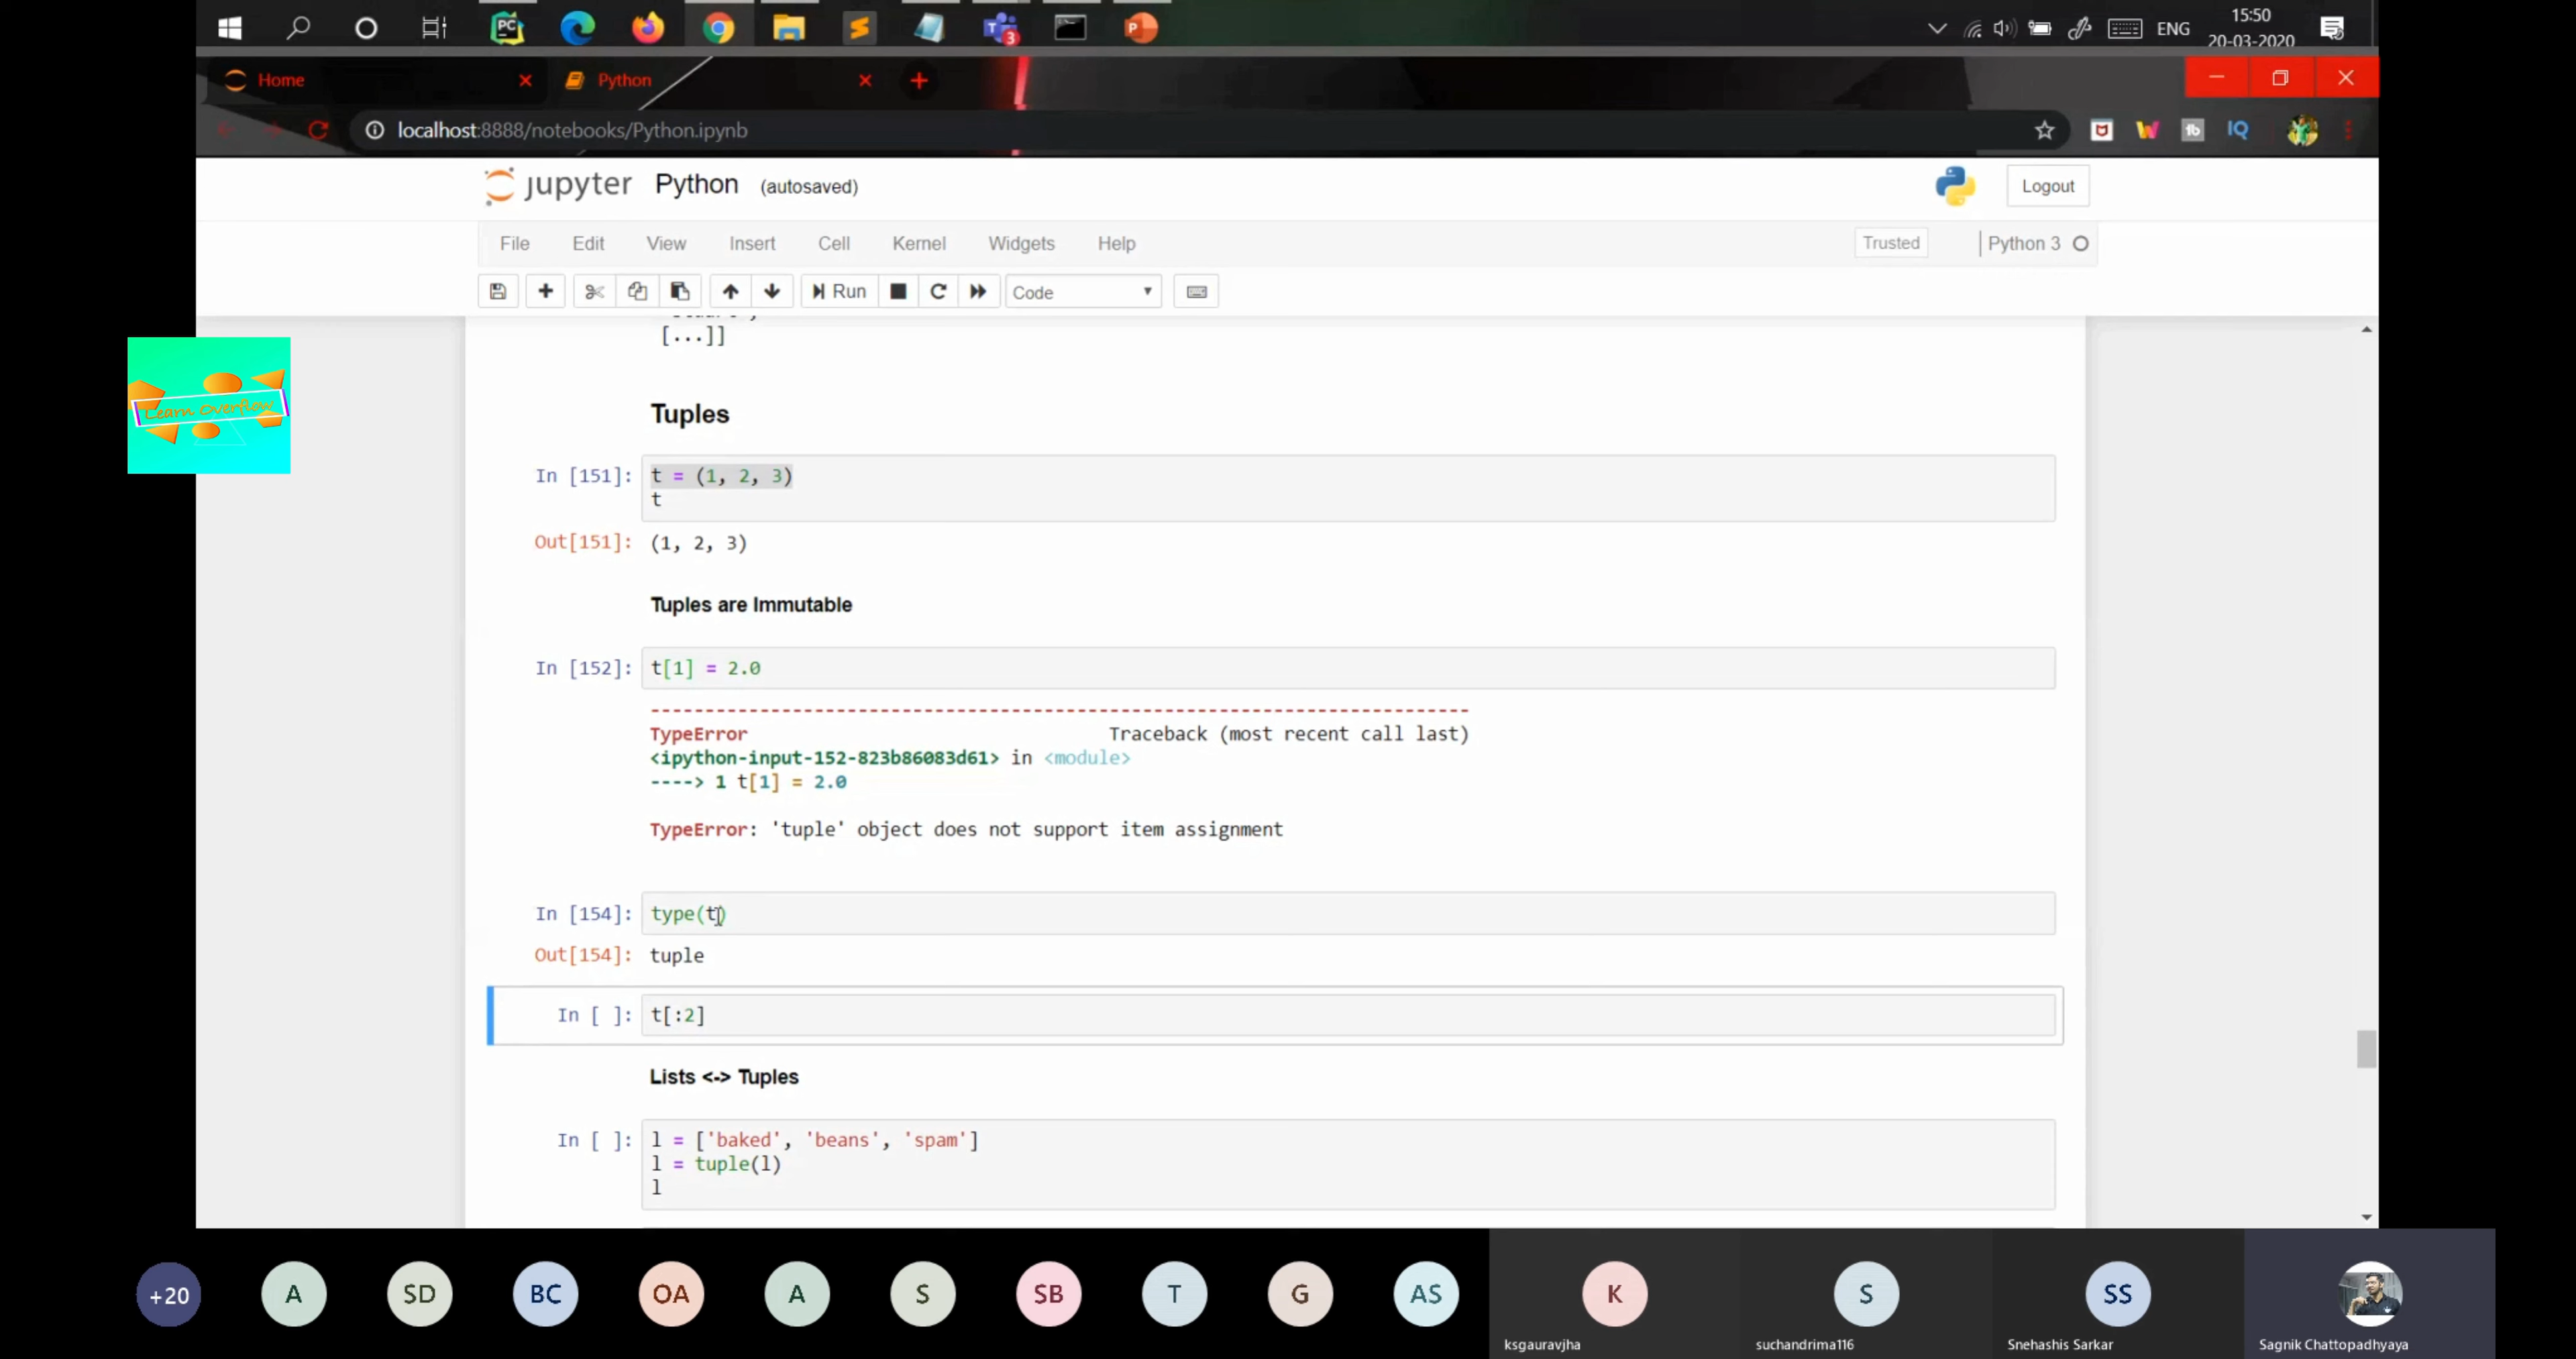 ENG
15:50
20-03-2020
Home
Python
localhost:8888/notebooks/Python.ipynb
IQ
jupyter Python (autosaved)
Logout
File Edit View Insert Cell Kernel Widgets Help
Trusted
Python 3
Run
Code
[...]]
Learn Overflow
Tuples
In [151]: t = (1, 2, 3)
t
Out[151]: (1, 2, 3)
Tuples are Immutable
In [152]: t[1] = 2.0
---------------------------------------------------------------------------
TypeError Traceback (most recent call last)
<ipython-input-152-823b86083d61> in <module>
----> 1 t[1] = 2.0
TypeError: 'tuple' object does not support item assignment
In [154]: type(t)
Out[154]: tuple
In [ ]: t[:2]
Lists <-> Tuples
In [ ]: l = ['baked', 'beans', 'spam']
l = tuple(l)
l
+20 A SD BC OA A S SB T G AS K S SS
ksgauravjha suchandrima116 Snehashis Sarkar Sagnik Chattopadhyaya